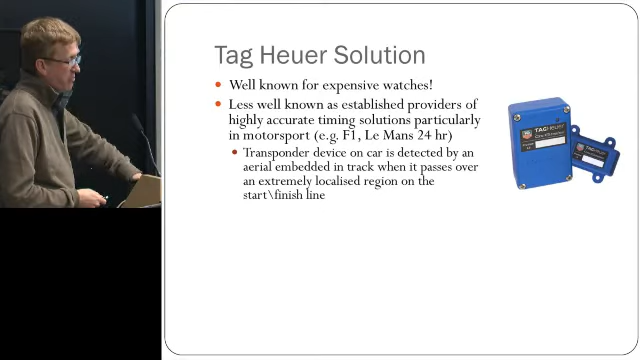 Tag Heuer Solution
Well known for expensive watches!
Less well known as established providers of
highly accurate timing solutions particularly
in motorsport (e.g. F1, Le Mans 24 hr)
Transponder device on car is detected by an
aerial embedded in track when it passes over
an extremely localised region on the
start\finish line
TAGHeuer